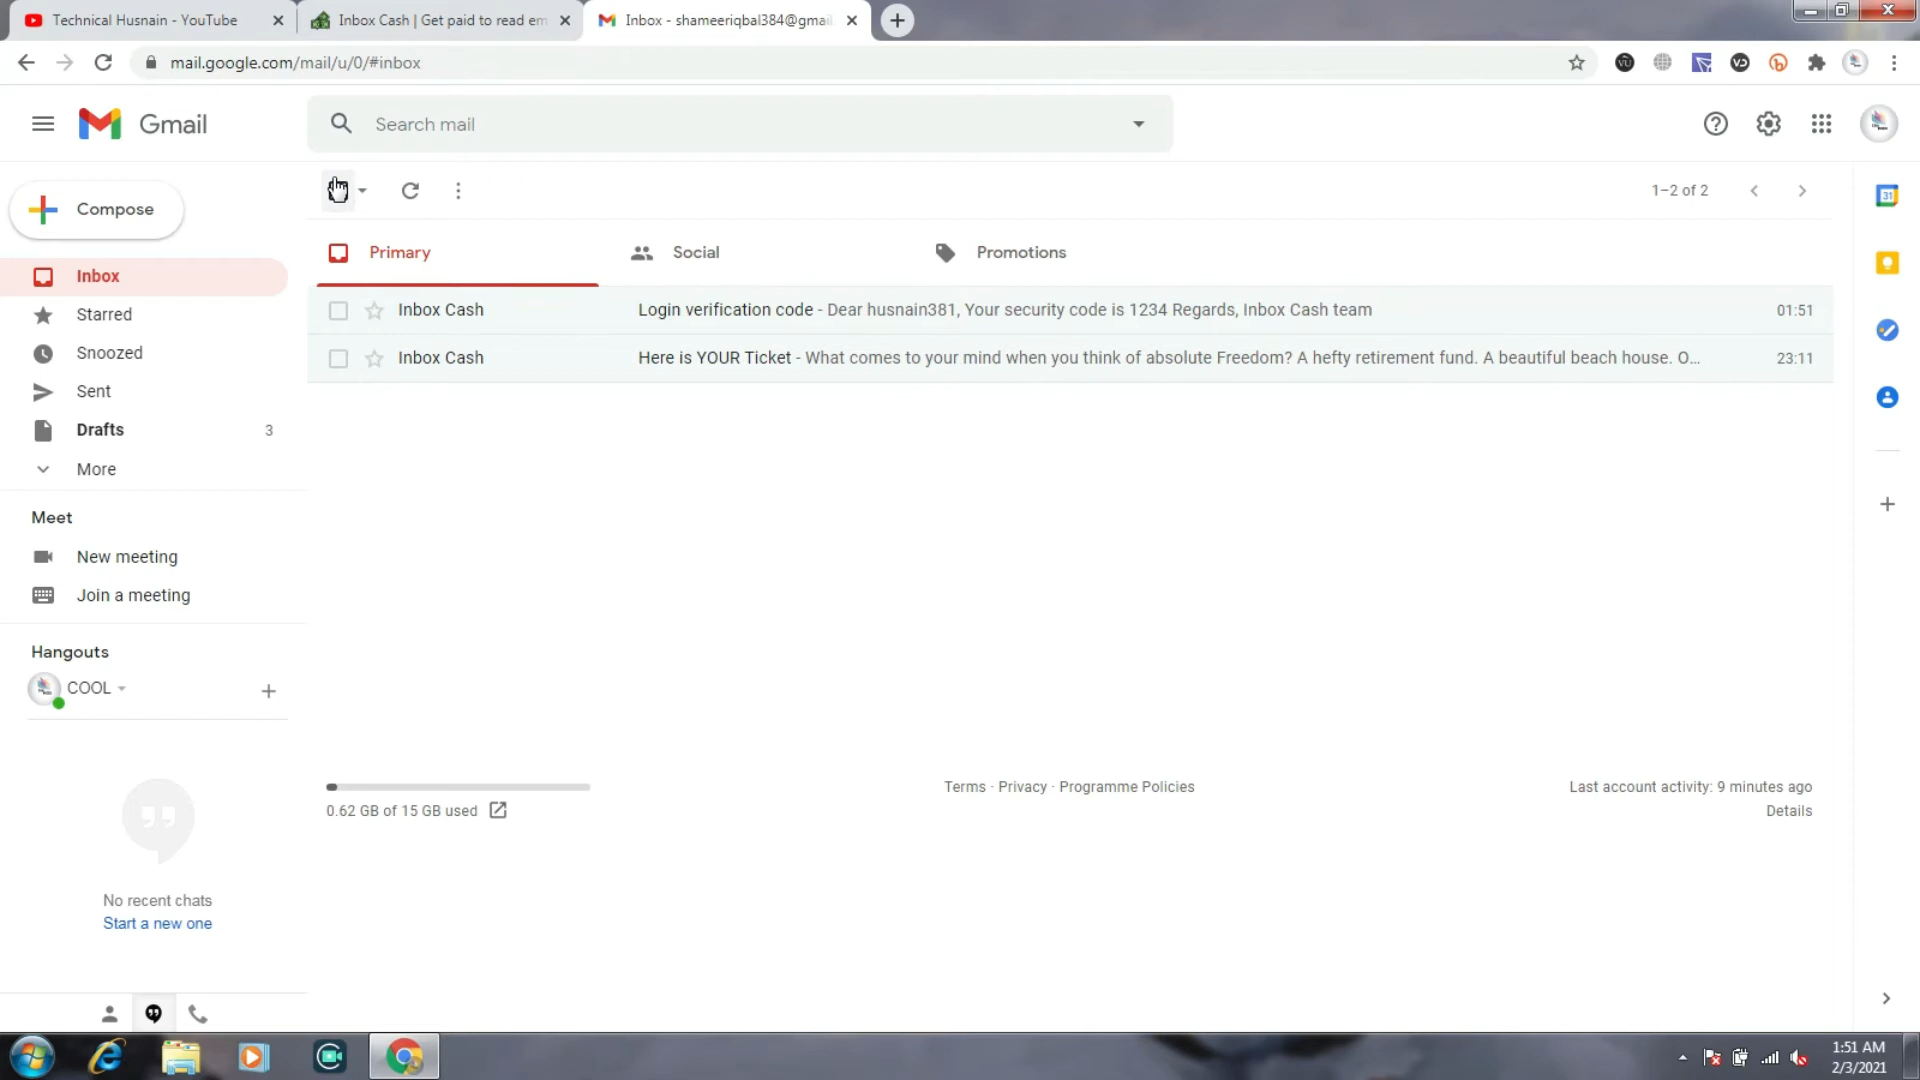 Technical Husnain - YouTube
Inbox Cash | Get paid to read em
Inbox - shameeriqbal384@gmai
mail.google.com/mail/u/0/#inbox
Gmail
Search mail
1–2 of 2
31
Compose
Primary
Social
Promotions
Inbox
Inbox Cash
Login verification code - Dear husnain381, Your security code is 1234 Regards, Inbox Cash team
01:51
Starred
Inbox Cash
Here is YOUR Ticket - What comes to your mind when you think of absolute Freedom? A hefty retirement fund. A beautiful beach house. O...
23:11
Snoozed
Sent
Drafts
3
More
Meet
New meeting
Join a meeting
Hangouts
COOL
Terms · Privacy · Programme Policies
Last account activity: 9 minutes ago
0.62 GB of 15 GB used
Details
No recent chats
Start a new one
1:51 AM
2/3/2021